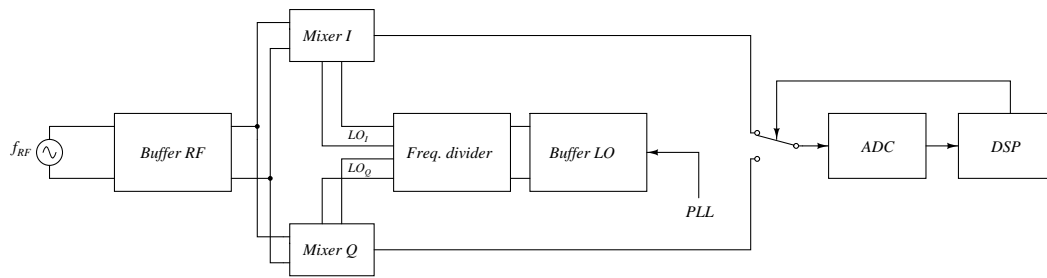 Mixer I
f_RF
Buffer RF
LO_I
Freq. divider
Buffer LO
ADC
DSP
LO_Q
PLL
Mixer Q